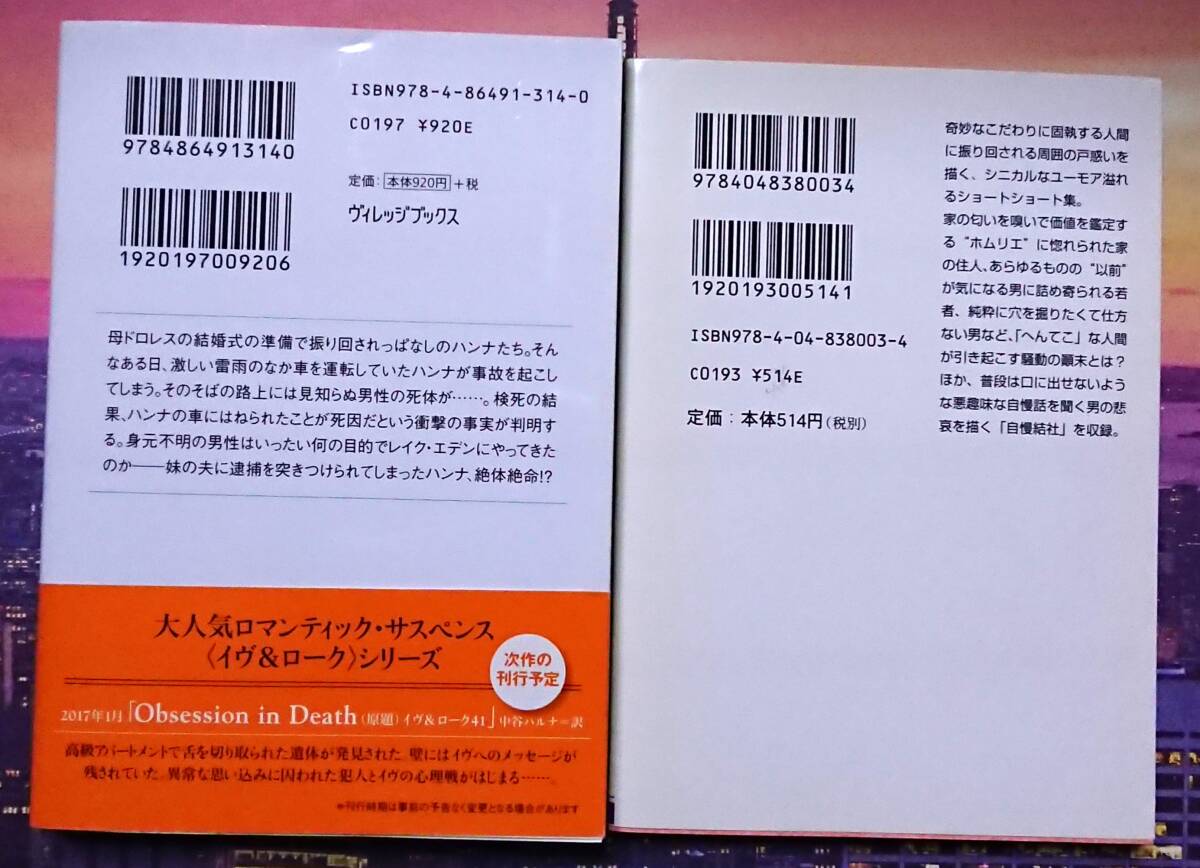 ISBN978-4-86491-314-0
C0197 ¥920E
9784864913140
定価：本体920円+税
ヴィレッジブックス
1920197009206
母ドロレスの結婚式の準備で振り回されっぱなしのハンナたち。そん
なある日、激しい雷雨のなか車を運転していたハンナが事故を起こし
てしまう。そのそばの路上には見知らぬ男性の死体が……。検死の結
果、ハンナの車にはねられたことが死因だという衝撃の事実が判明す
る。身元不明の男性はいったい何の目的でレイク・エデンにやってきた
のか――妹の夫に逮捕を突きつけられてしまったハンナ、絶体絶命!?
大人気ロマンティック・サスペンス
〈イヴ&ローク〉シリーズ
次作の
刊行予定
2017年1月「Obsession in Death（原題）イヴ&ローク41」中谷ハルナ=訳
高級アパートメントで舌を切り取られた遺体が発見された。壁にはイヴへのメッセージが
残されていた。異常な思い込みに囚われた犯人とイヴの心理戦がはじまる……。
※刊行時期は事前の予告なく変更となる場合があります
9784048380034
1920193005141
ISBN978-4-04-838003-4
C0193 ¥514E
定価：本体514円（税別）
奇妙なこだわりに固執する人間
に振り回される周囲の戸惑いを
描く、シニカルなユーモア溢れ
るショートショート集。
家の匂いを嗅いで価値を鑑定す
る“ホムリエ”に惚れられた家
の住人、あらゆるものの“以前”
が気になる男に詰め寄られる若
者、純粋に穴を掘りたくて仕方
ない男など、「へんてこ」な人間
が引き起こす騒動の顛末とは？
ほか、普段は口に出せないよう
な悪趣味な自慢話を聞く男の悲
哀を描く「自慢結社」を収録。